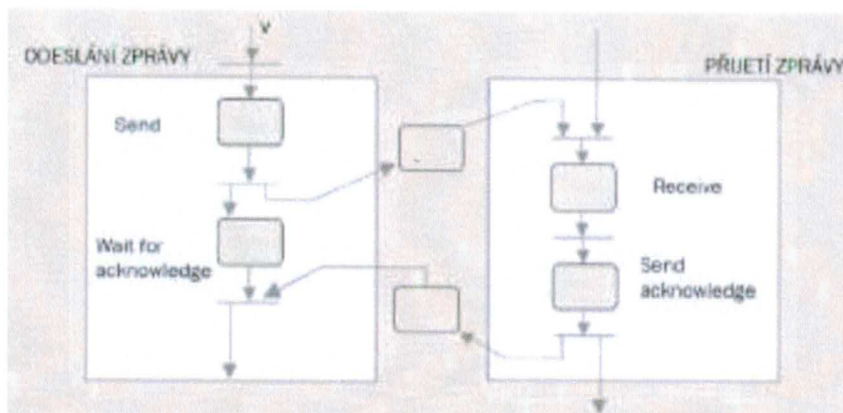 v
ODESLÁNÍ ZPRÁVY
PŘIJETÍ ZPRÁVY
Send
Receive
Wait for
acknowledge
Send
acknowledge